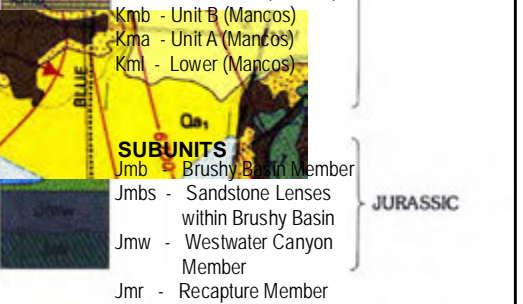 Kmb - Unit B (Mancos)
Kma - Unit A (Mancos)
Kml - Lower (Mancos)
BLUE
Qa₁
SUBUNITS
Jmb - Brushy Basin Member
Jmbs - Sandstone Lenses
within Brushy Basin
Jmw - Westwater Canyon
Member
Jmr - Recapture Member
JURASSIC